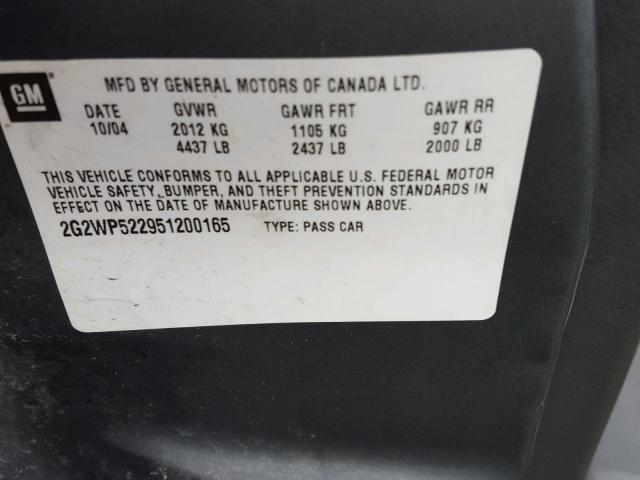 GM
MFD BY GENERAL MOTORS OF CANADA LTD.
DATE GVWR GAWR FRT GAWR RR
10/04 2012 KG 1105 KG 907 KG
4437 LB 2437 LB 2000 LB
THIS VEHICLE CONFORMS TO ALL APPLICABLE U.S. FEDERAL MOTOR
VEHICLE SAFETY, BUMPER, AND THEFT PREVENTION STANDARDS IN
EFFECT ON THE DATE OF MANUFACTURE SHOWN ABOVE.
2G2WP522951200165 TYPE: PASS CAR